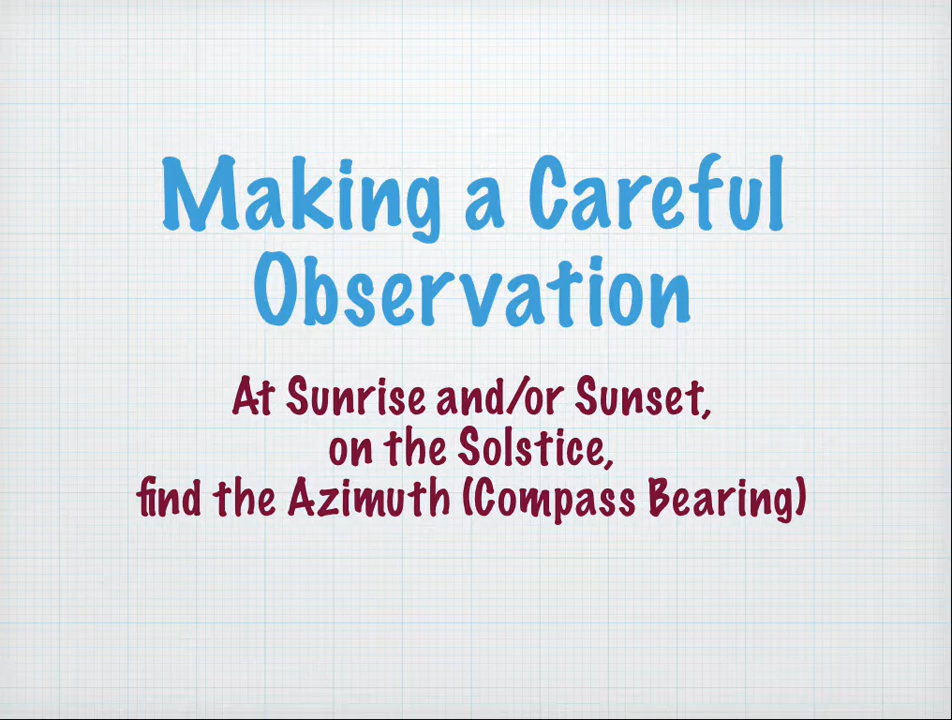 Making a Careful
Observation
At Sunrise and/or Sunset,
on the Solstice,
find the Azimuth (Compass Bearing)